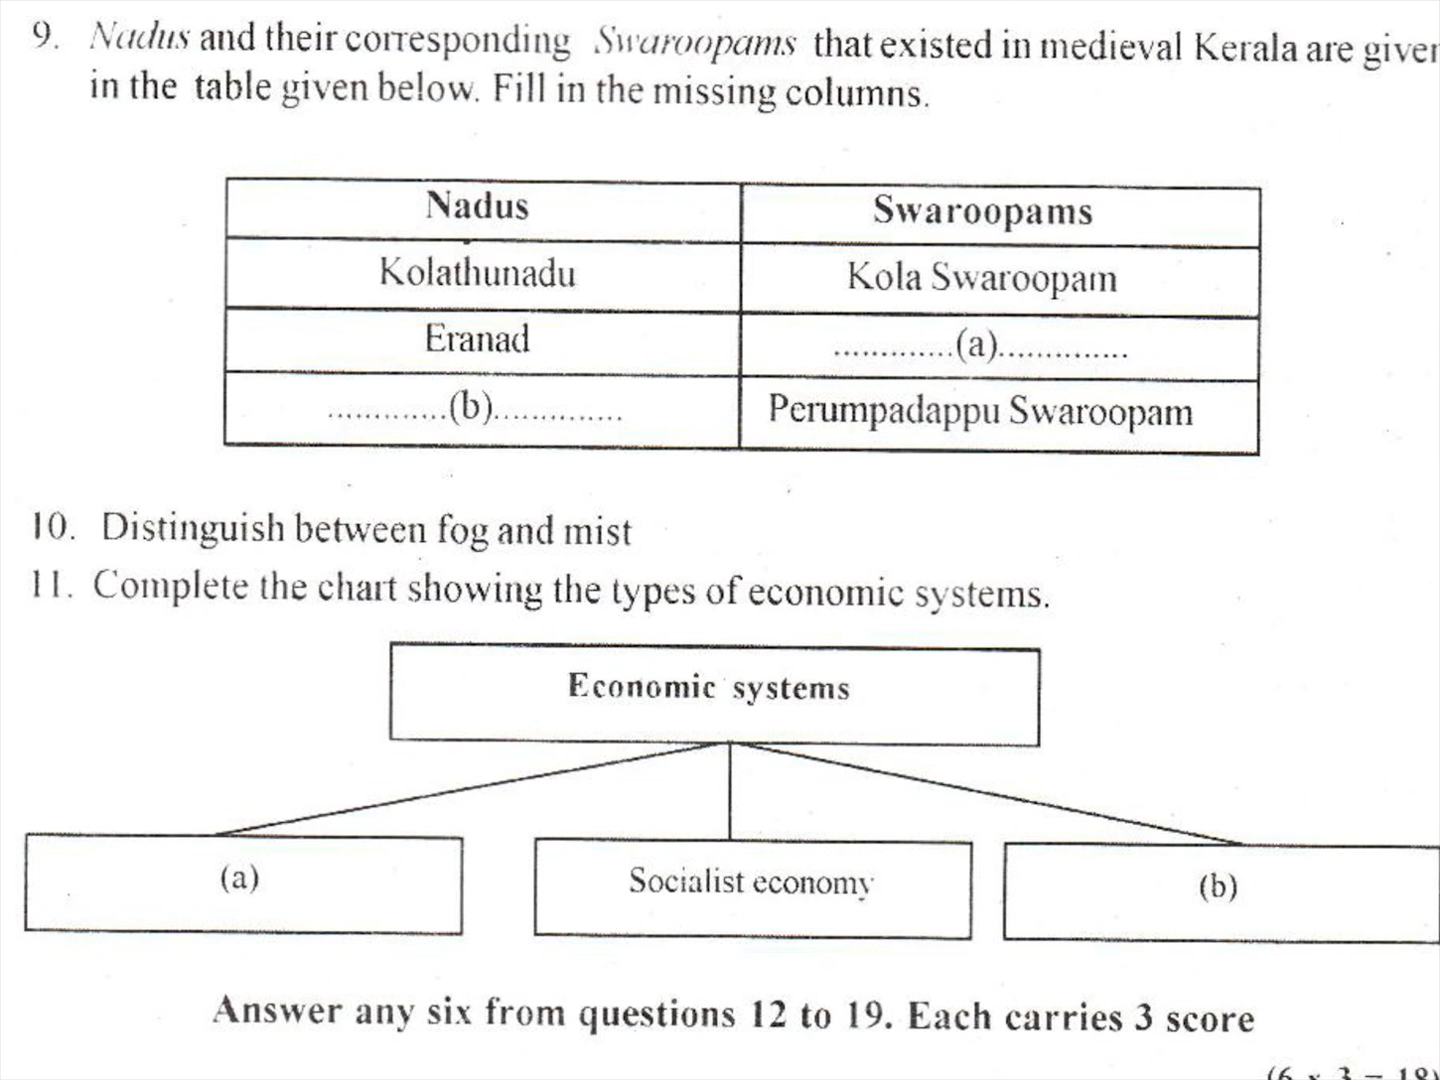 9. Nadus and their corresponding Swaroopams that existed in medieval Kerala are given
in the table given below. Fill in the missing columns.
Nadus Swaroopams
Kolathunadu Kola Swaroopam
Eranad .............(a)..............
.............(b).............. Perumpadappu Swaroopam
10. Distinguish between fog and mist
11. Complete the chart showing the types of economic systems.
Economic systems
(a) Socialist economy (b)
Answer any six from questions 12 to 19. Each carries 3 score
(6 x 3 = 18)